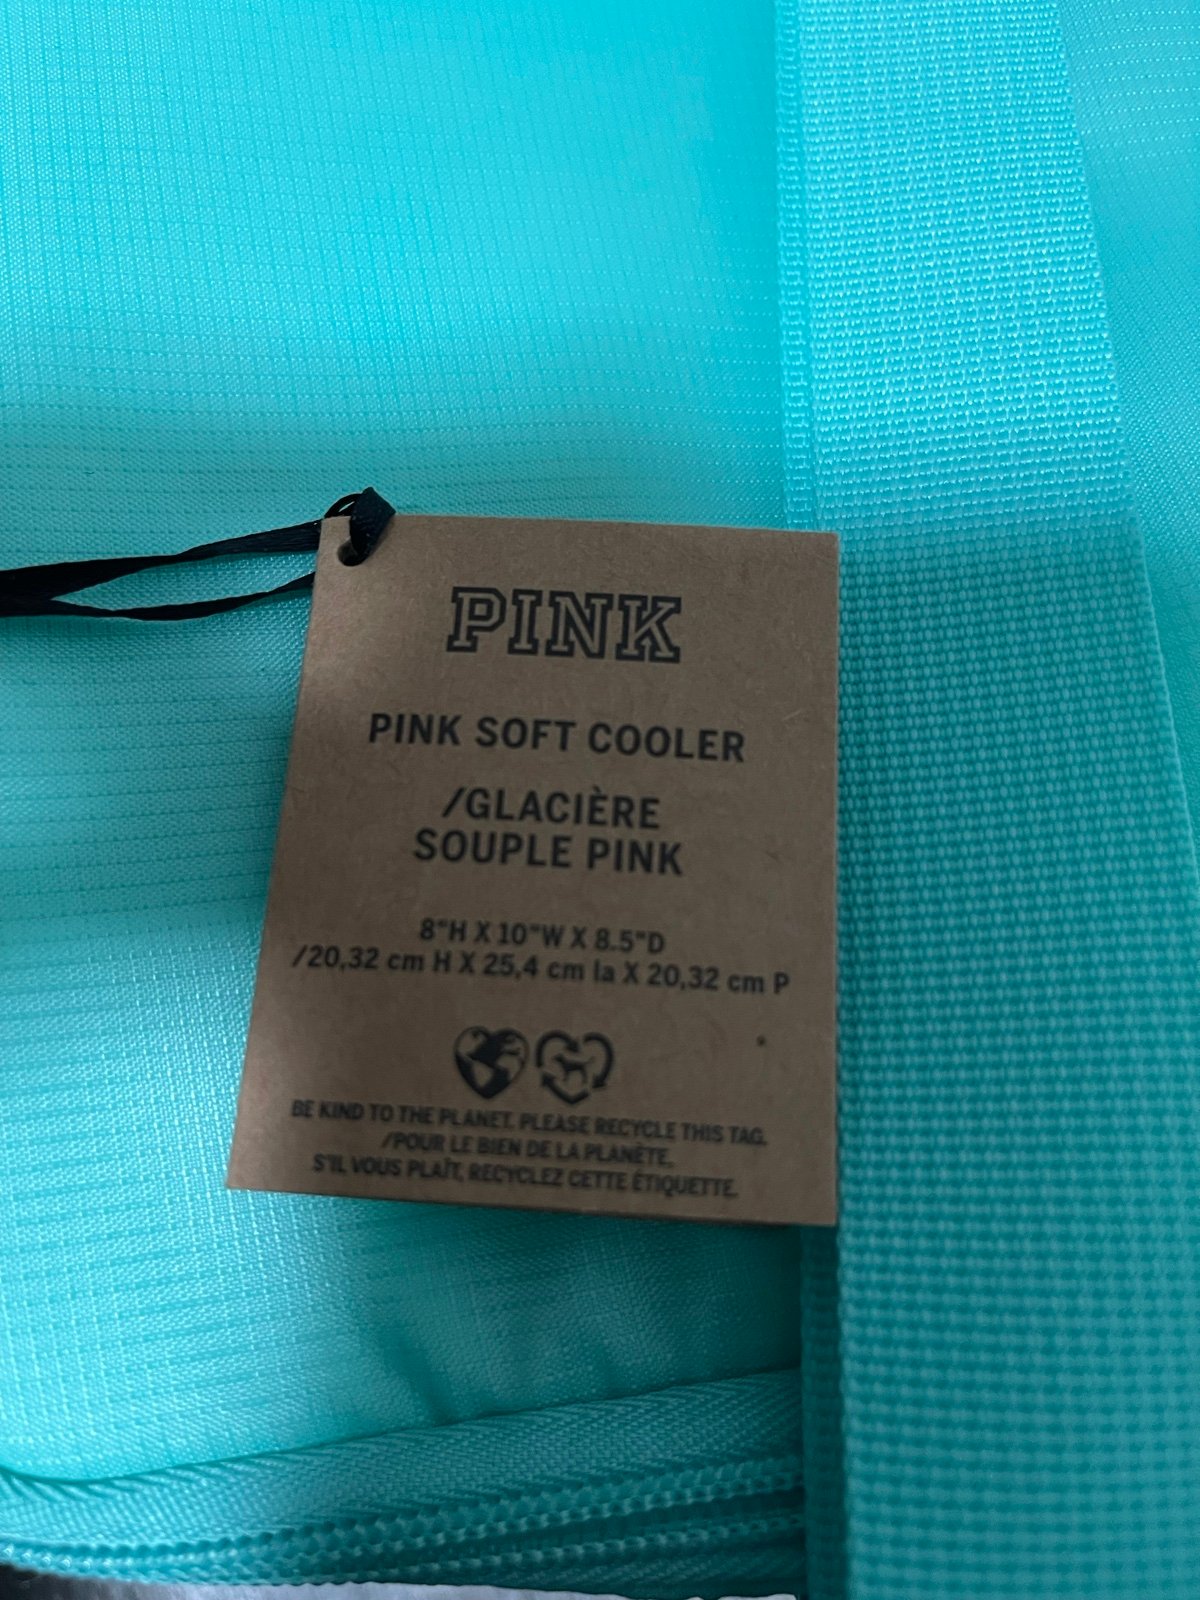 PINK
PINK SOFT COOLER
/GLACIÈRE
SOUPLE PINK
8"H X 10"W X 8.5"D
/20,32 cm H X 25,4 cm la X 20,32 cm P
BE KIND TO THE PLANET. PLEASE RECYCLE THIS TAG.
/POUR LE BIEN DE LA PLANÈTE,
S'IL VOUS PLAÎT, RECYCLEZ CETTE ÉTIQUETTE.